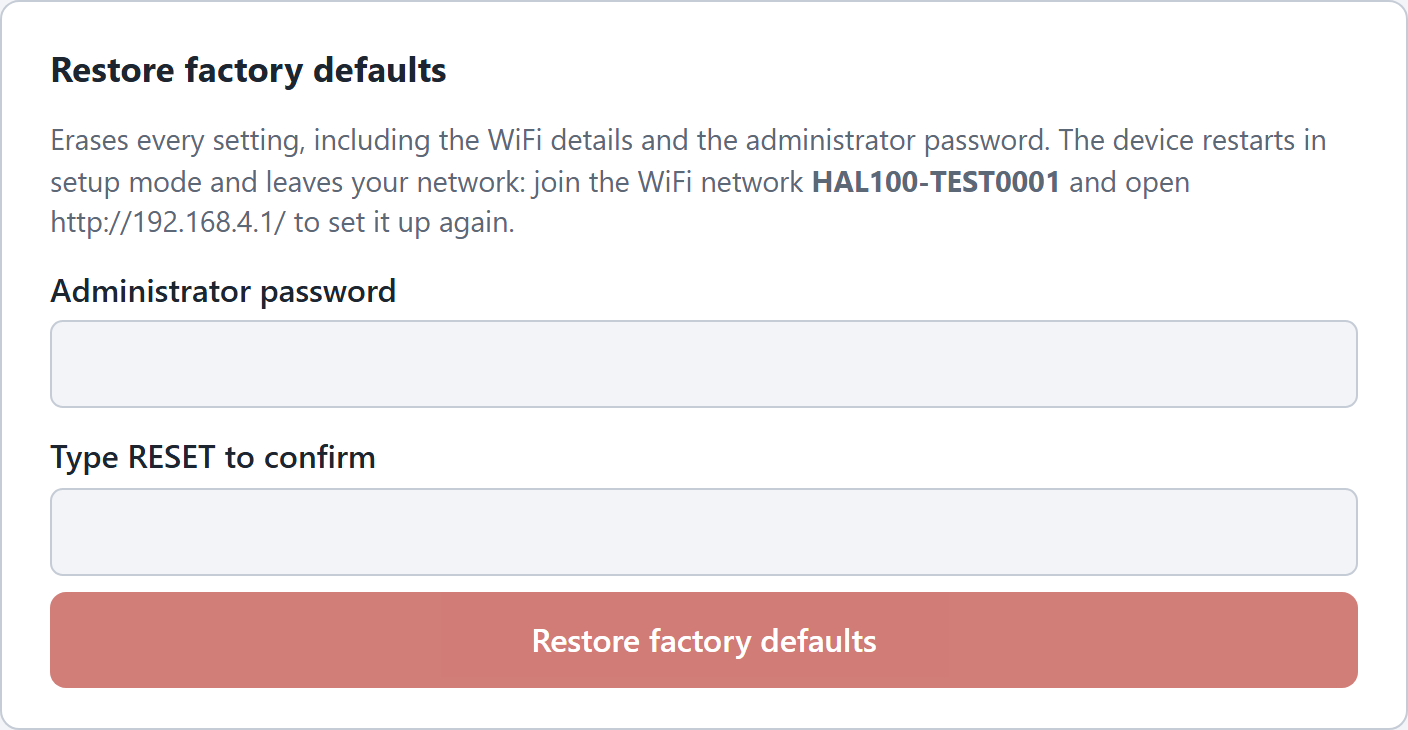 Restore factory defaults
Erases every setting, including the WiFi details and the administrator password. The device restarts in
setup mode and leaves your network: join the WiFi network HAL100-TEST0001 and open
http://192.168.4.1/ to set it up again.
Administrator password
Type RESET to confirm
Restore factory defaults